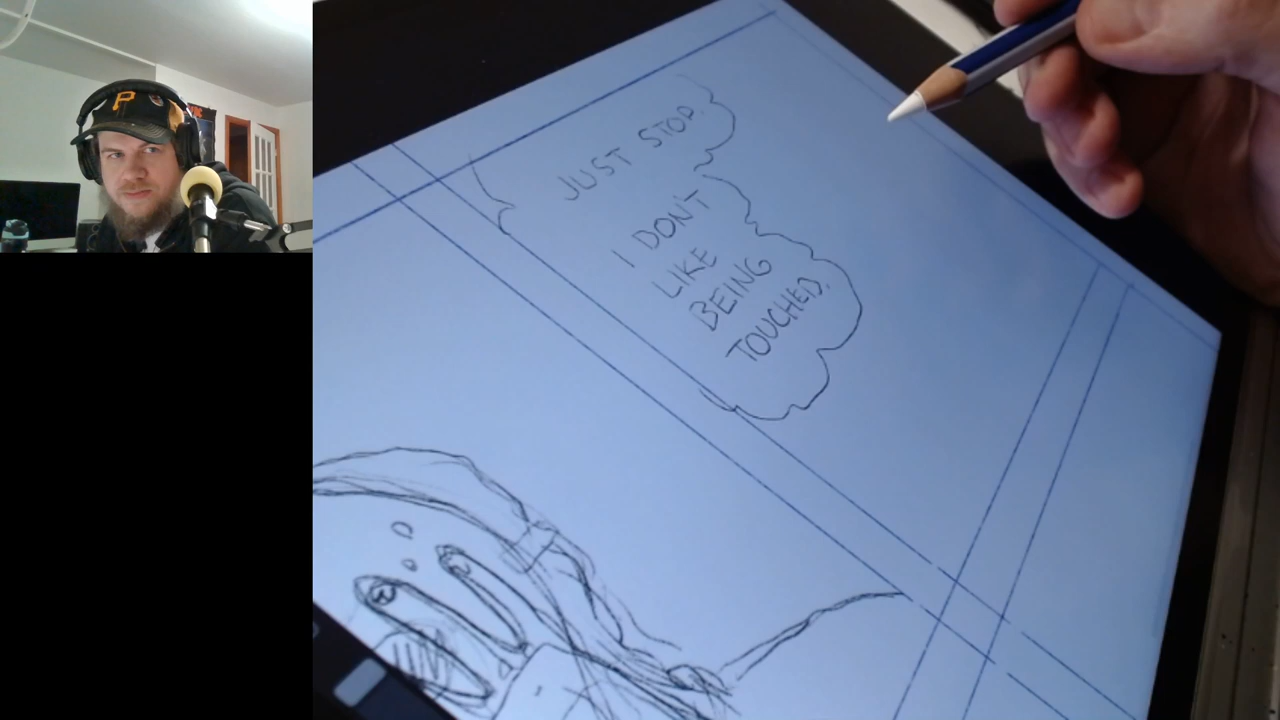 P
JUST STOP.
I DON'T
LIKE
BEING
TOUCHED.